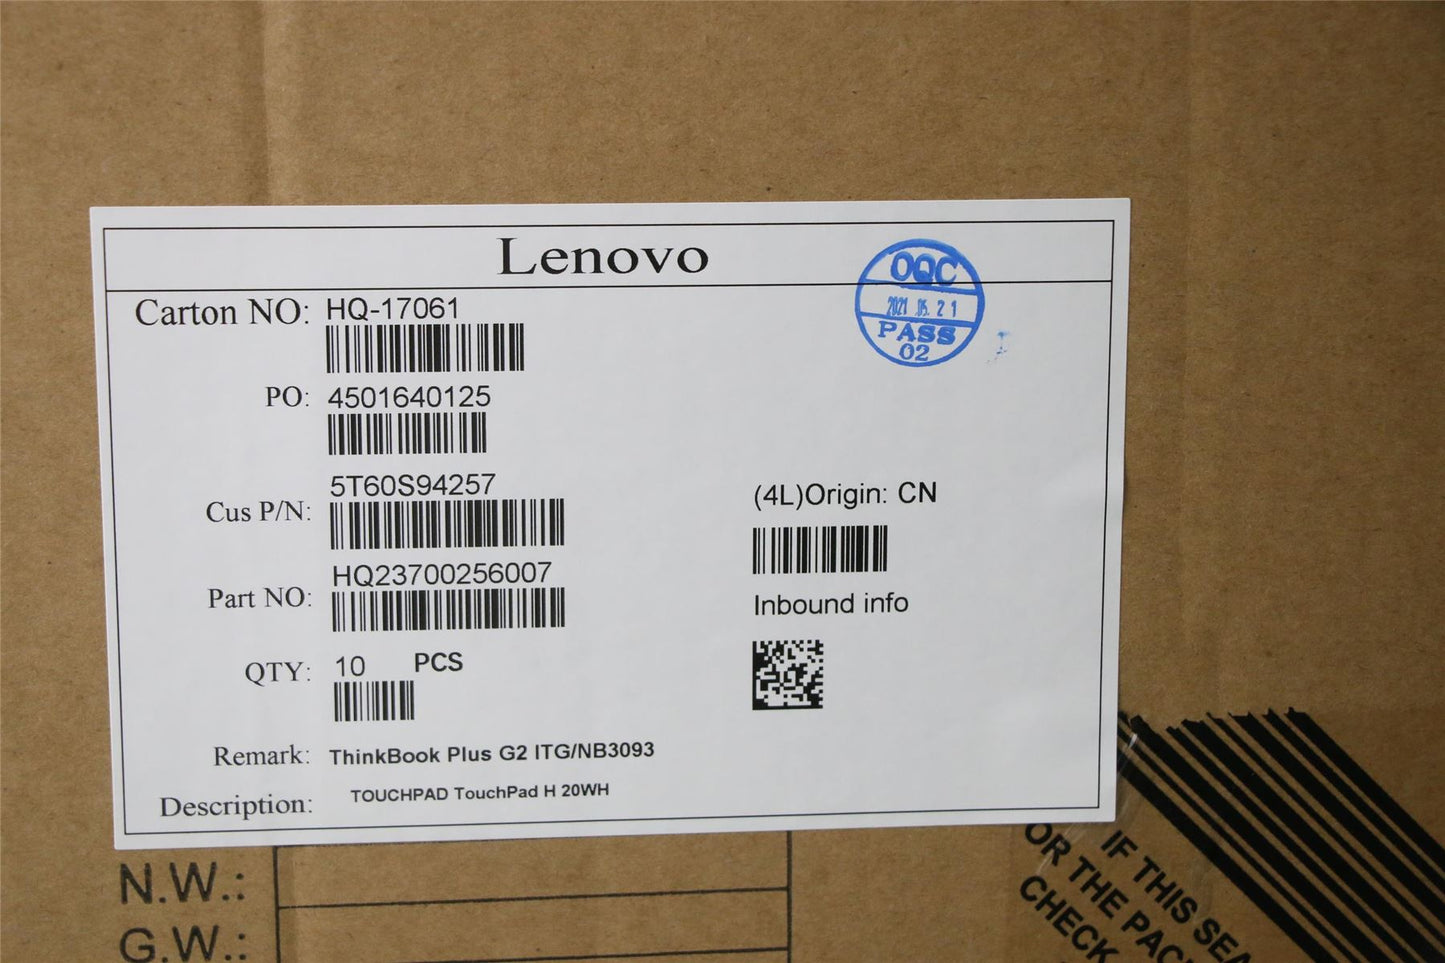 Lenovo
OQC
2021.05.21
PASS
02
Carton NO: HQ-17061
PO: 4501640125
Cus P/N: 5T60S94257
(4L)Origin: CN
Part NO: HQ23700256007
Inbound info
QTY: 10 PCS
Remark: ThinkBook Plus G2 ITG/NB3093
Description: TOUCHPAD TouchPad H 20WH
N.W.:
G.W.:
IF THIS SEA
OR THE PAC
CHECK